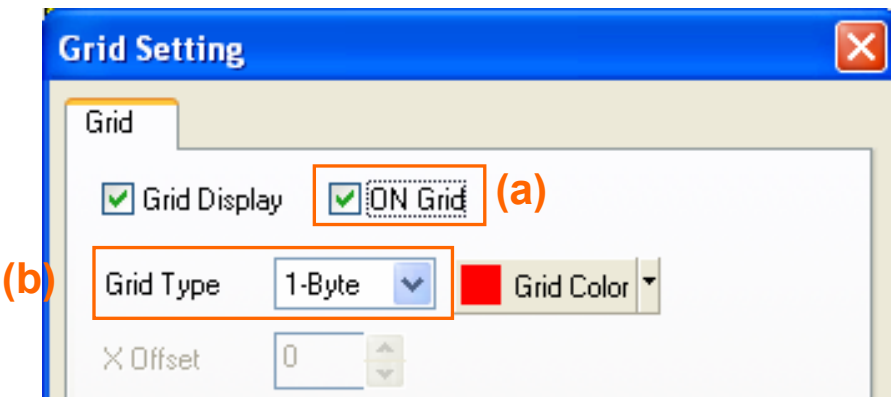 Grid Setting
Grid
Grid Display ON Grid (a)
(b) Grid Type 1-Byte Grid Color
X Offset 0